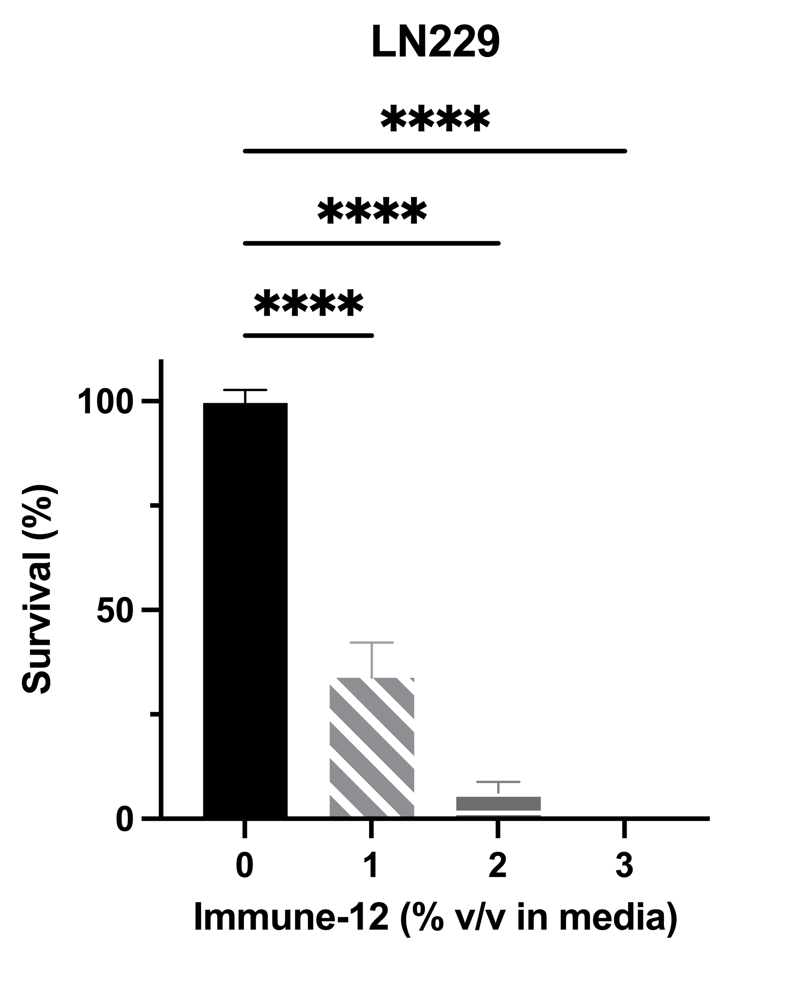 LN229
****
****
****
100
50
0
Survival (%)
0 1 2 3
Immune-12 (% v/v in media)